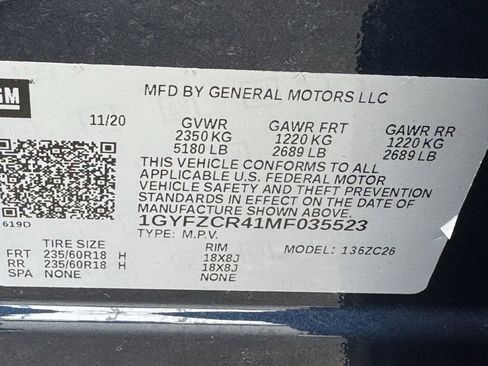 GM
MFD BY GENERAL MOTORS LLC
11/20 GVWR GAWR FRT GAWR RR
2350 KG 1220 KG 1220 KG
5180 LB 2689 LB 2689 LB
THIS VEHICLE CONFORMS TO ALL
APPLICABLE U.S. FEDERAL MOTOR
VEHICLE SAFETY AND THEFT PREVENTION
STANDARDS IN EFFECT ON THE DATE OF
MANUFACTURE SHOWN ABOVE.
1GYFZCR41MF035523
619D TYPE: M.P.V. MODEL: 136ZC26
TIRE SIZE RIM
FRT 235/60R18 H 18X8J
RR 235/60R18 H 18X8J
SPA NONE NONE